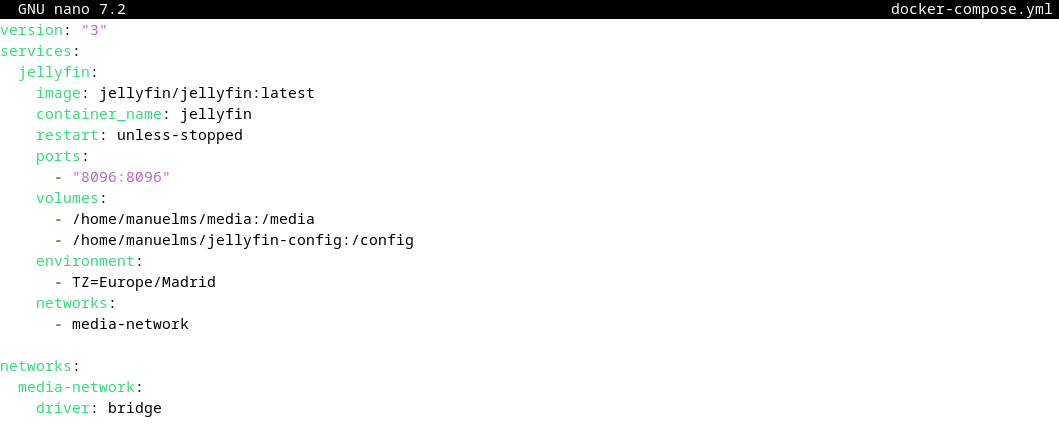 GNU nano 7.2 docker-compose.yml
version: "3"
services:
  jellyfin:
    image: jellyfin/jellyfin:latest
    container_name: jellyfin
    restart: unless-stopped
    ports:
      - "8096:8096"
    volumes:
      - /home/manuelms/media:/media
      - /home/manuelms/jellyfin-config:/config
    environment:
      - TZ=Europe/Madrid
    networks:
      - media-network

networks:
  media-network:
    driver: bridge